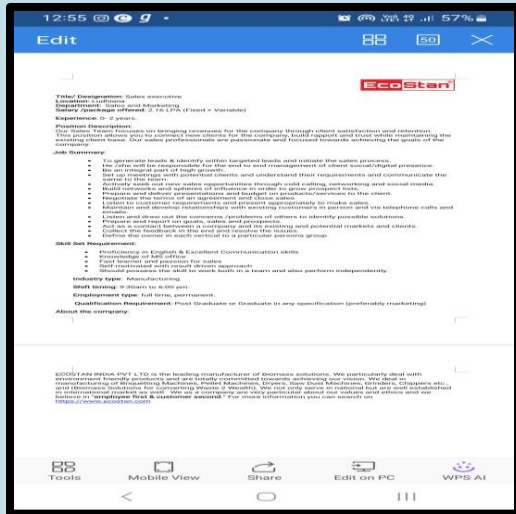 12:55
57%
Edit
50
EcoStan
Title/ Designation: Sales executive
Location: Ludhiana
Department: Sales and Marketing
Salary /package offered: 2.16 LPA (Fixed + Variable)
Experience: 0-2 years.
Position Description:
Our Sales Team focuses on bringing revenues for the company through client satisfaction and retention.
This position allows you to connect new clients for the company, build rapport and trust while maintaining the
existing client base. Our sales professionals are passionate and focused towards achieving the goals of the
company
Job Summary:
To generate leads & identify written targeted leads and initiate the sales process.
He /she will be responsible for the end to end management of client social/digital presence.
Be an integral part of high growth.
Set up meetings with potential clients and understand their requirements and communicate the
same to the team.
Actively seek out new sales opportunities through cold calling, networking and social media.
Build networks and spheres of influence in order to grow prospect lists.
Prepare and deliver presentations and budget on products/services to the client.
Negotiate the terms of an agreement and close sales.
Listen to customer requirements and present appropriately to make sales.
Maintain and develop relationships with existing customers in person and via telephone calls and
emails.
Listen and draw out the concerns /problems of others to identify possible solutions.
Prepare and report on goals, sales and prospects.
Act as a contact between a company and its existing and potential markets and clients.
Collect the feedback in the end and resolve the issues.
Define the owner in each vertical to a particular persona group.
Skill Set Requirement:
Proficiency in English & Excellent Communication skills
Knowledge of MS office
Fast learner and passion for sales
Self-motivated with result driven approach
Should possess the skill to work both in a team and also perform independently.
Industry type: Manufacturing.
Shift timing: 9:30am to 6:00 pm.
Employment type: full time, permanent.
Qualification Requirement: Post Graduate or Graduate in any specification (preferably marketing)
About the company:
ECOSTAN INDIA PVT LTD is the leading manufacturer of Biomass solutions. We particularly deal with
environment friendly products and are totally committed towards achieving our vision. We deal in
manufacturing of Briquetting Machines, Pellet Machines, Dryers, Saw Dust Machines, Grinders, Chippers etc.,
and (Biomass Solutions for converting Waste 2 Wealth). We not only serve in national but are well established
in international market as well. We as a company are very particular about our values and ethics and we
believe in "employee first & customer second." For more information you can search on
https://www.ecostan.com
Tools
Mobile View
Share
Edit on PC
WPS AI